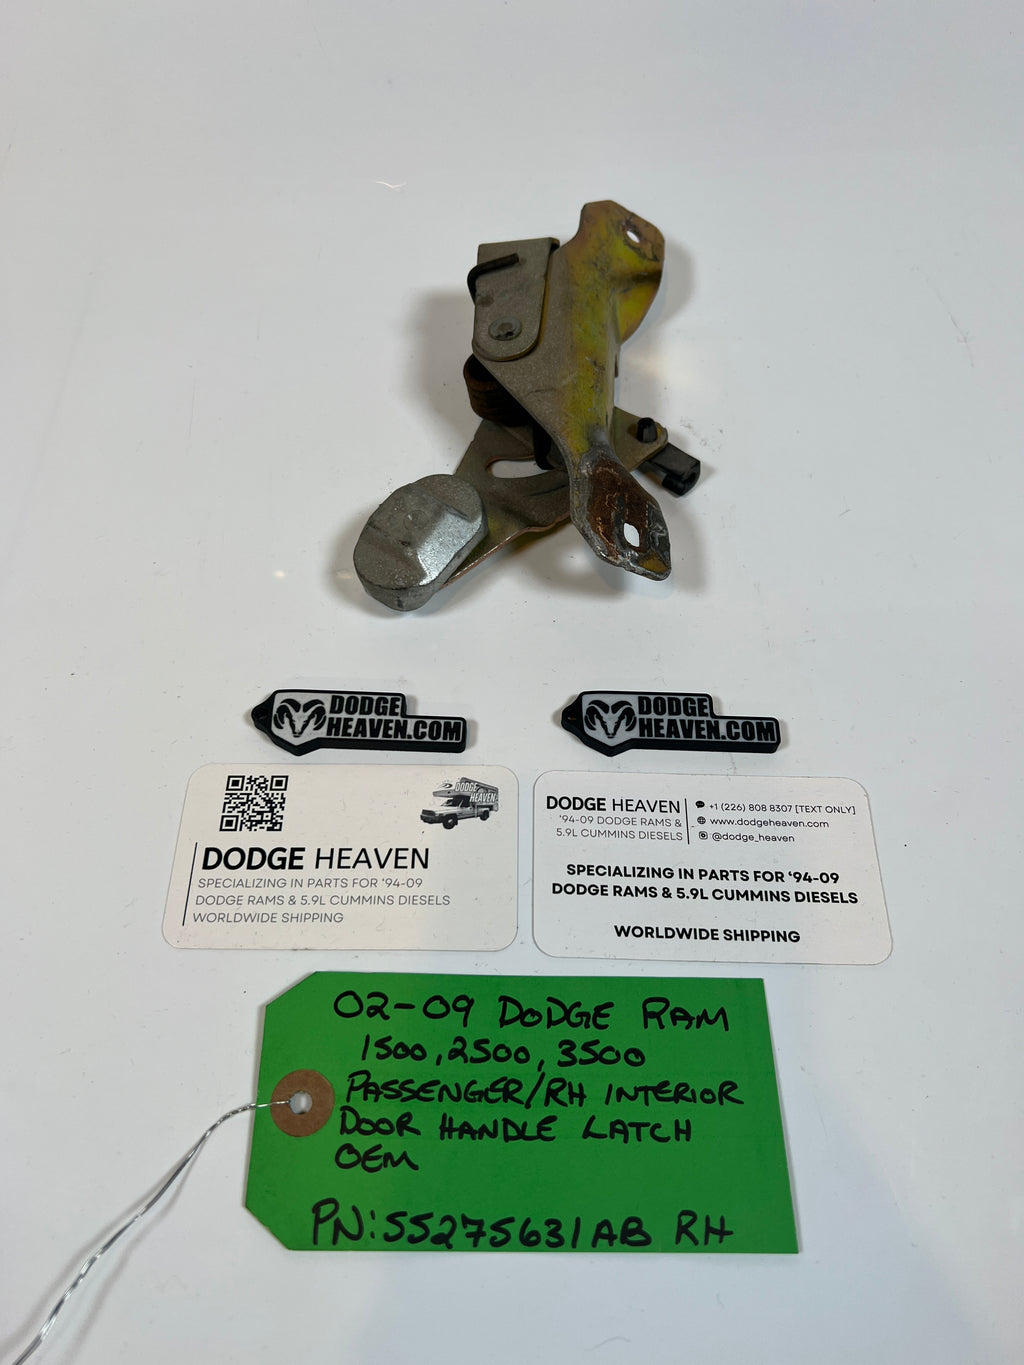 DODGE
HEAVEN.COM
DODGE
HEAVEN.COM
DODGE
HEAVEN
DODGE HEAVEN
SPECIALIZING IN PARTS FOR '94-09
DODGE RAMS & 5.9L CUMMINS DIESELS
WORLDWIDE SHIPPING
DODGE HEAVEN
'94-09 DODGE RAMS &
5.9L CUMMINS DIESELS
+1 (226) 808 8307 [TEXT ONLY]
www.dodgeheaven.com
@dodge_heaven
SPECIALIZING IN PARTS FOR '94-09
DODGE RAMS & 5.9L CUMMINS DIESELS
WORLDWIDE SHIPPING
02-09 DODGE RAM
1500, 2500, 3500
PASSENGER/RH INTERIOR
DOOR HANDLE LATCH
OEM
PN: 55275631AB RH